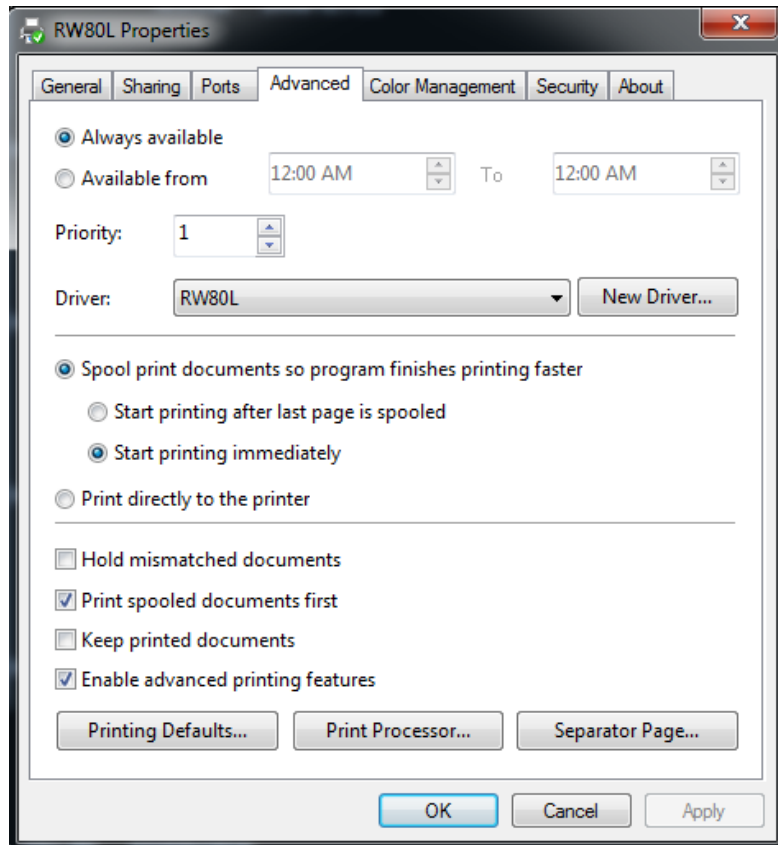 RW80L Properties
General Sharing Ports Advanced Color Management Security About
Always available
Available from 12:00 AM To 12:00 AM
Priority: 1
Driver: RW80L New Driver...
Spool print documents so program finishes printing faster
Start printing after last page is spooled
Start printing immediately
Print directly to the printer
Hold mismatched documents
Print spooled documents first
Keep printed documents
Enable advanced printing features
Printing Defaults... Print Processor... Separator Page...
OK Cancel Apply